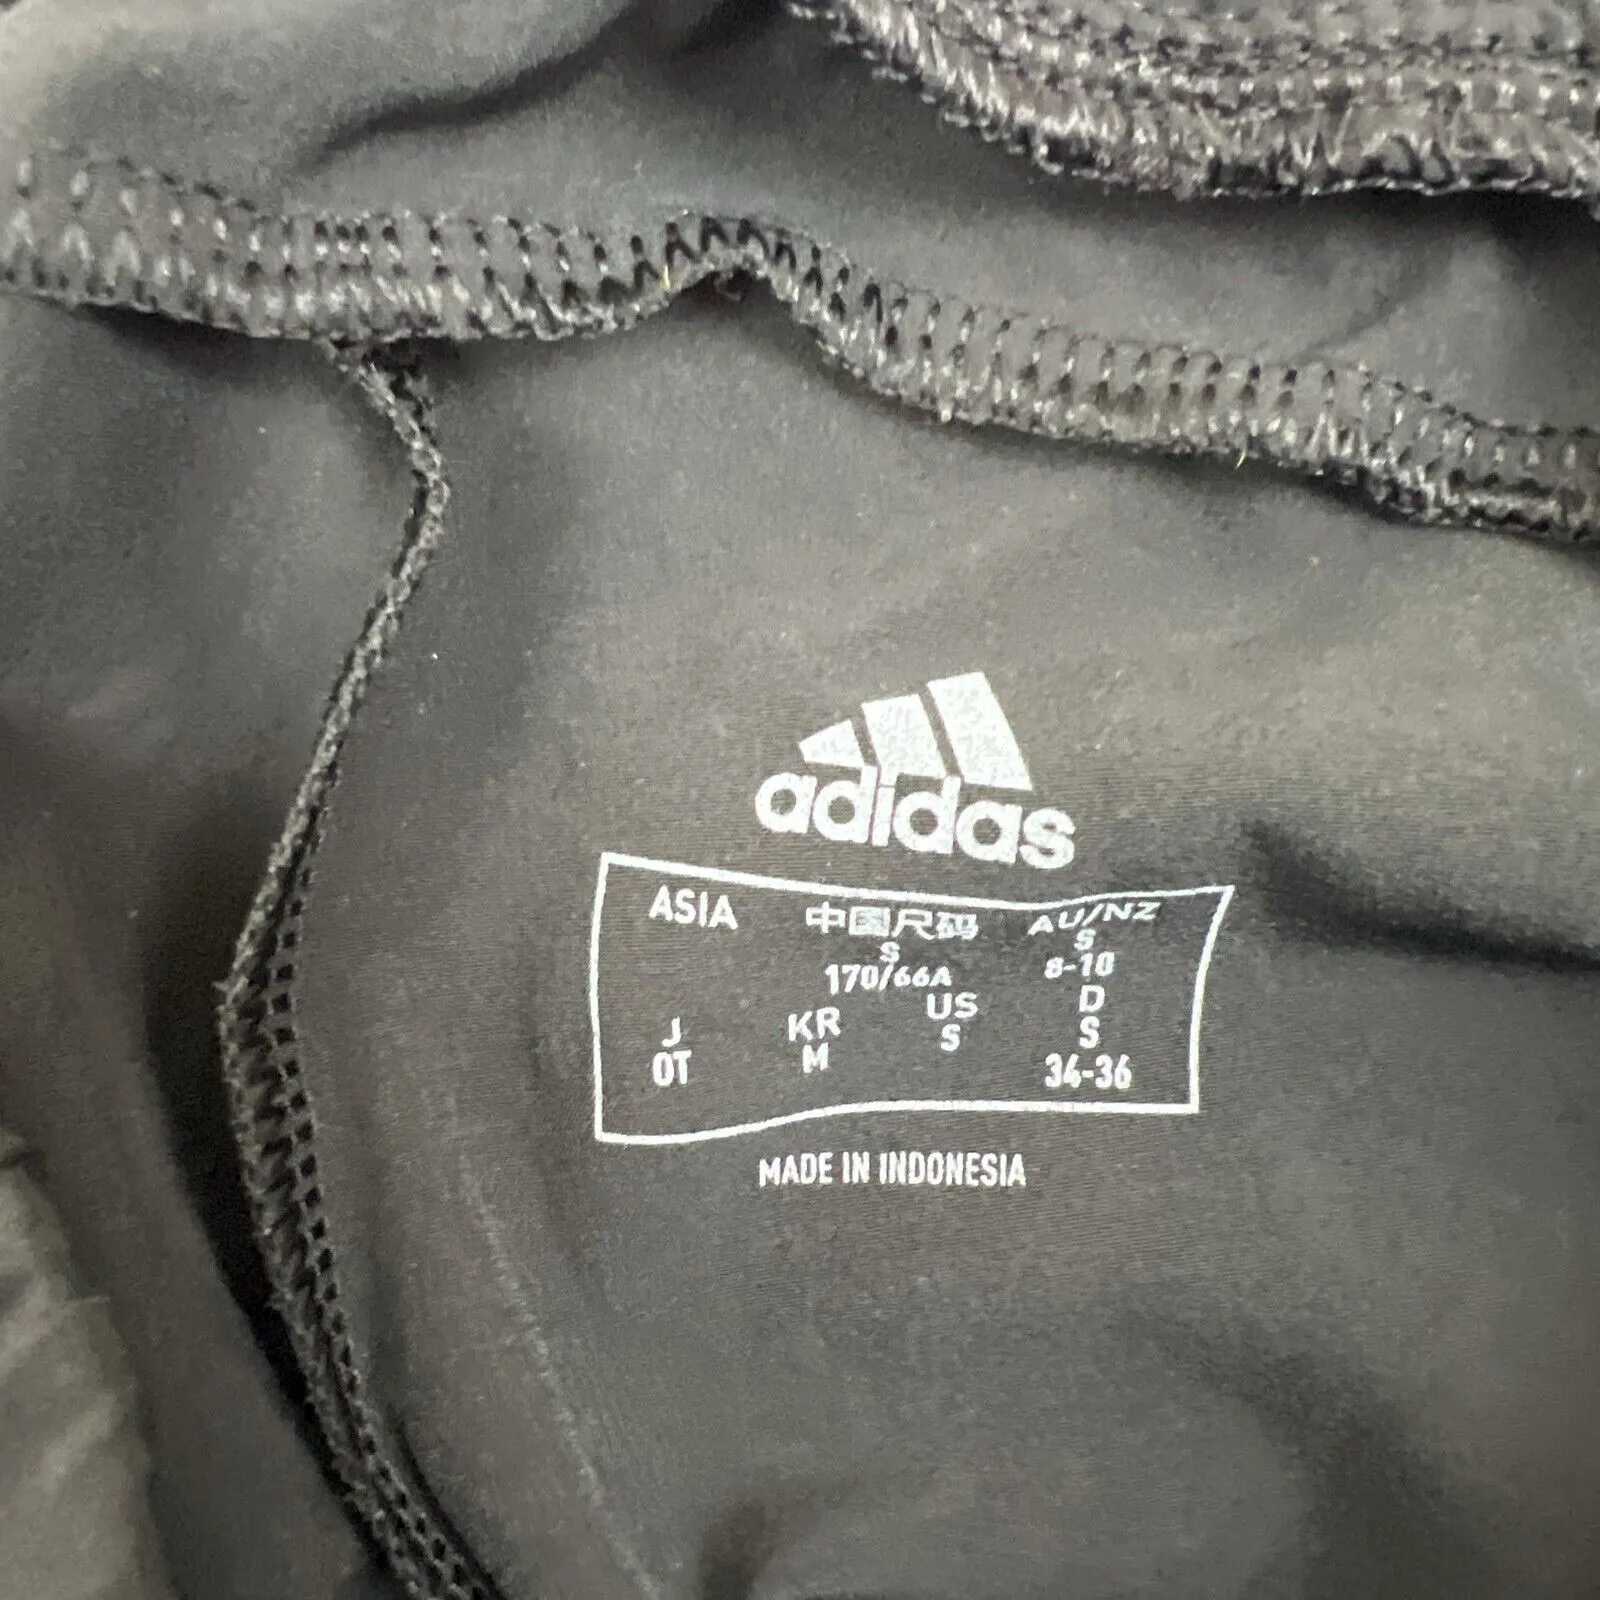 adidas
ASIA 中国尺码 AU/NZ
S S
170/66A 8-10
J KR US D
OT M S S
34-36
MADE IN INDONESIA